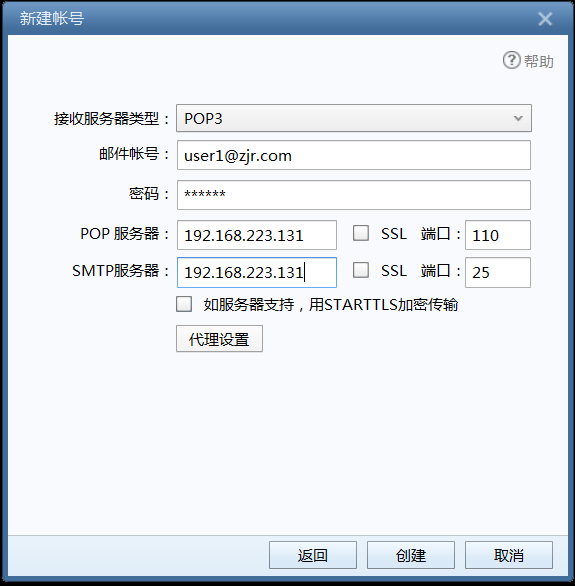 新建帐号
帮助
接收服务器类型： POP3
邮件帐号： user1@zjr.com
密码： ******
POP 服务器： 192.168.223.131 SSL 端口： 110
SMTP服务器： 192.168.223.131 SSL 端口： 25
如服务器支持，用STARTTLS加密传输
代理设置
返回 创建 取消